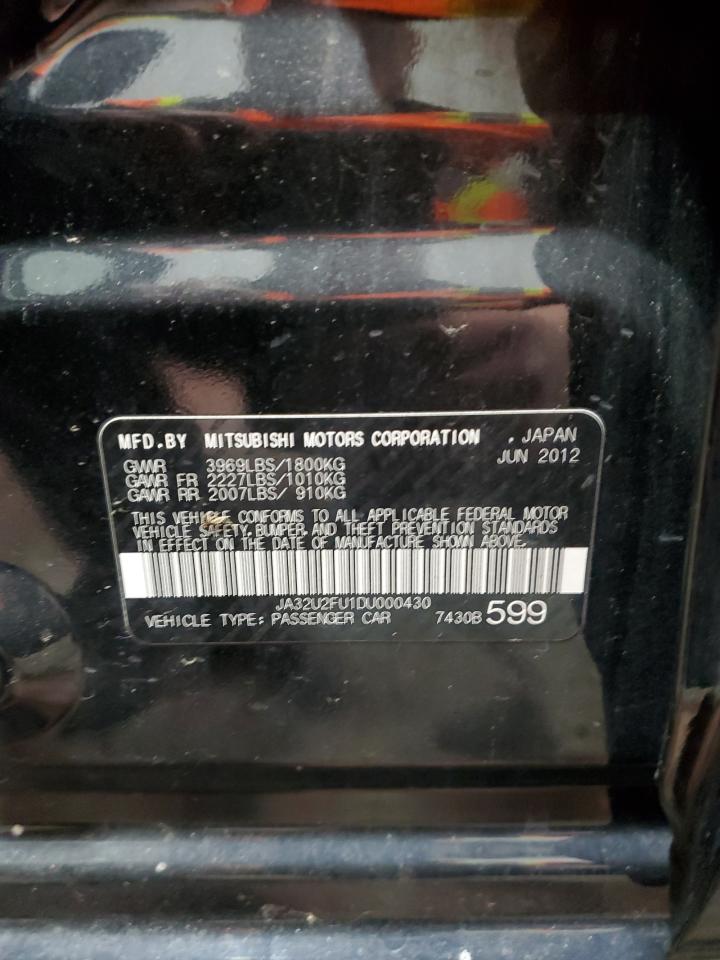 MFD.BY MITSUBISHI MOTORS CORPORATION . JAPAN
JUN 2012
GVWR 3969LBS/1800KG
GAWR FR 2227LBS/1010KG
GAWR RR 2007LBS/ 910KG
THIS VEHICLE CONFORMS TO ALL APPLICABLE FEDERAL MOTOR
VEHICLE SAFETY, BUMPER, AND THEFT PREVENTION STANDARDS
IN EFFECT ON THE DATE OF MANUFACTURE SHOWN ABOVE.
JA32U2FU1DU000430
VEHICLE TYPE: PASSENGER CAR 7430B 599